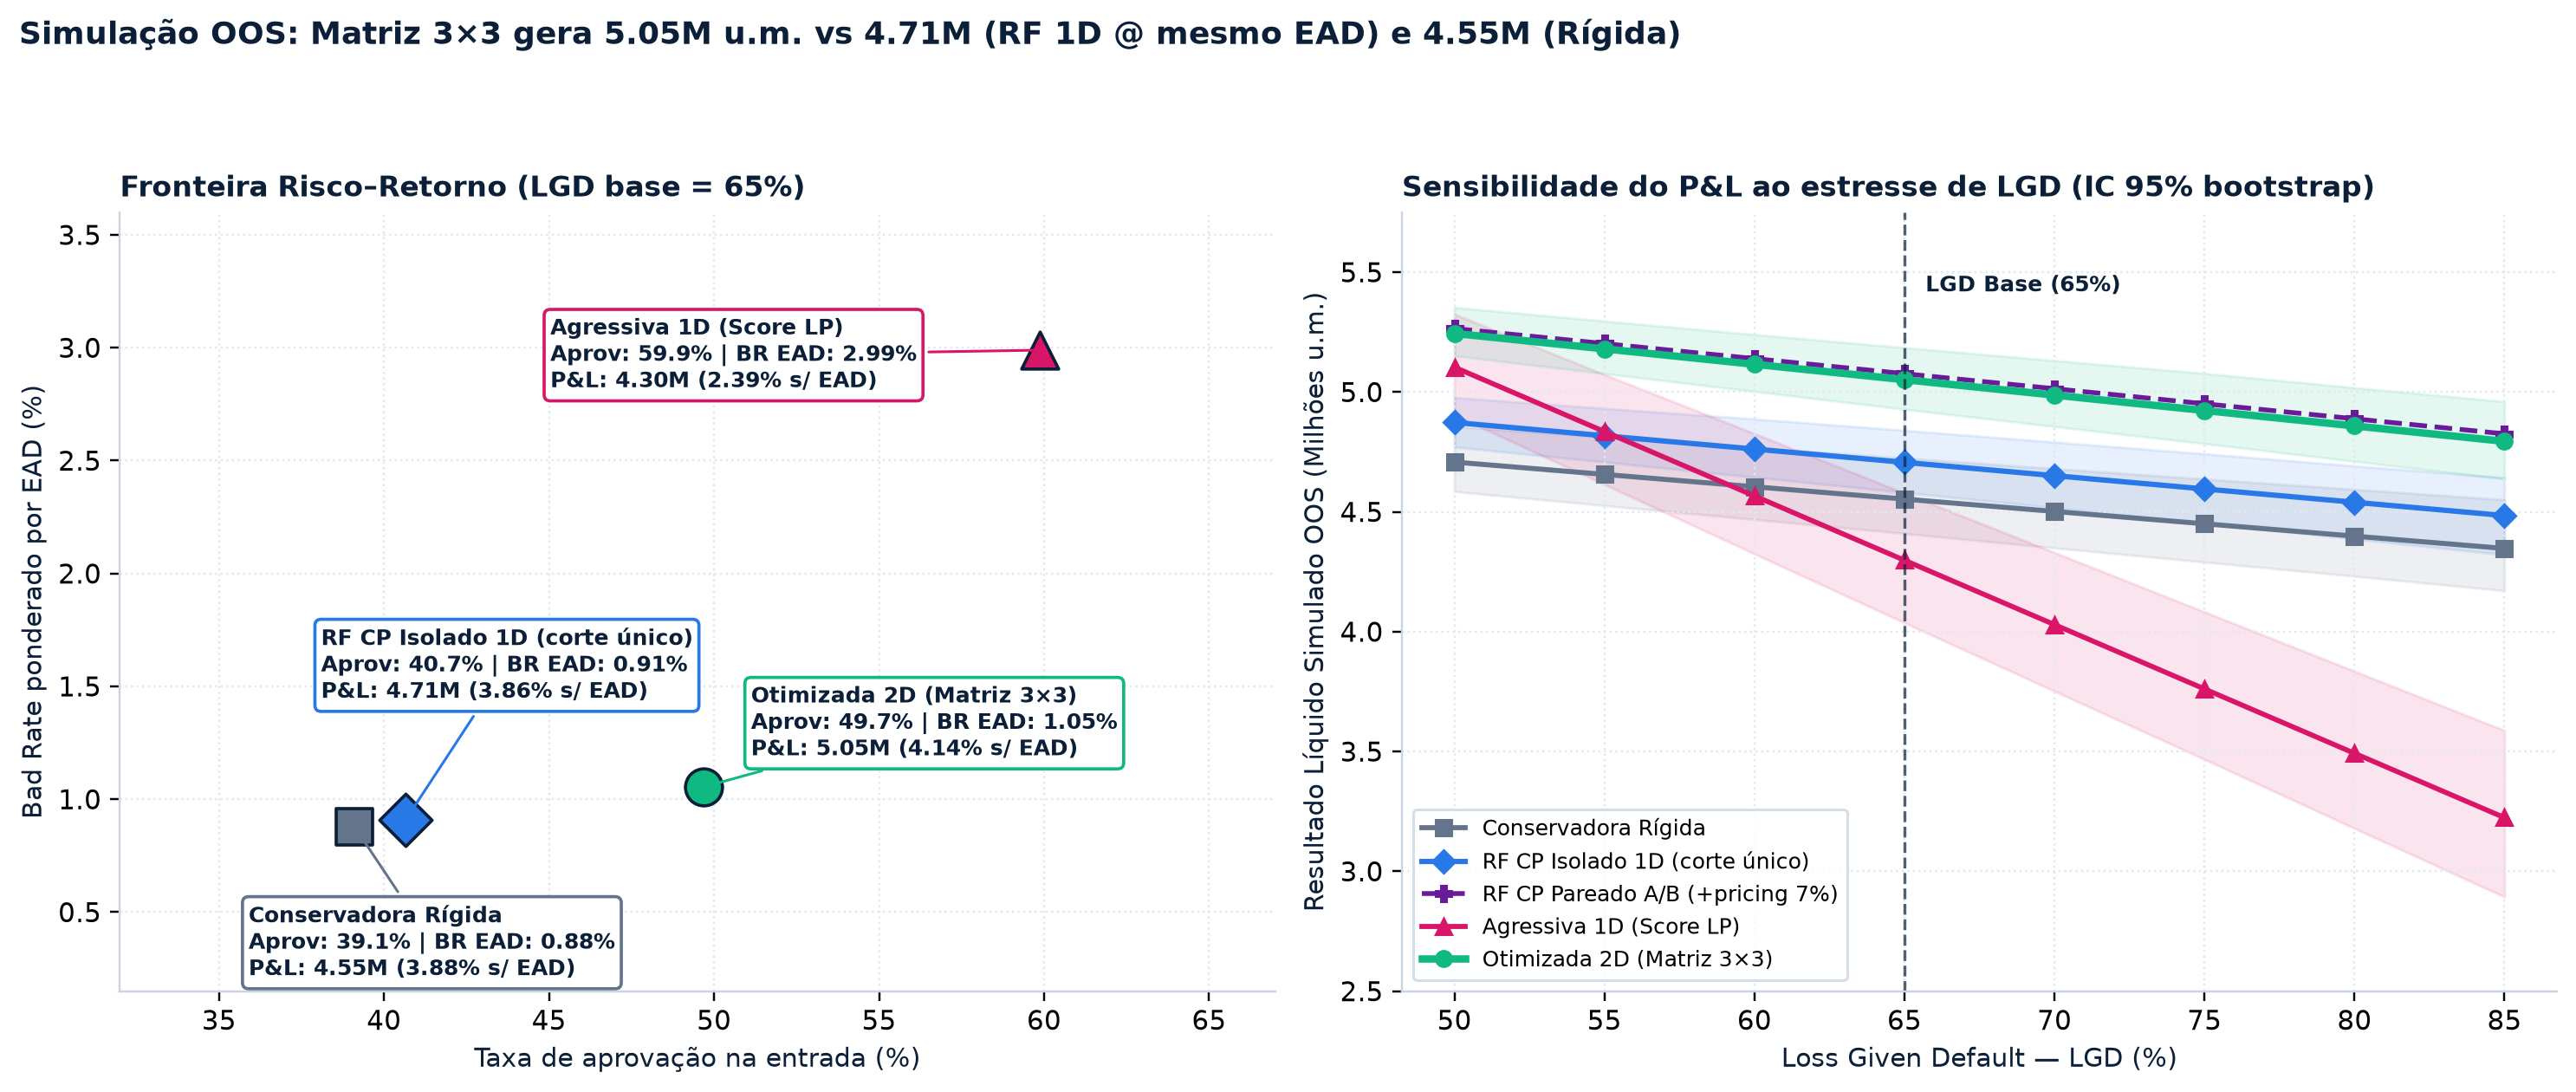 Simulação OOS: Matriz 3×3 gera 5.05M u.m. vs 4.71M (RF 1D @ mesmo EAD) e 4.55M (Rígida)
Fronteira Risco–Retorno (LGD base = 65%)
Bad Rate ponderado por EAD (%)
3.5
3.0
2.5
2.0
1.5
1.0
0.5
Agressiva 1D (Score LP)
Aprov: 59.9% | BR EAD: 2.99%
P&L: 4.30M (2.39% s/ EAD)
RF CP Isolado 1D (corte único)
Aprov: 40.7% | BR EAD: 0.91%
P&L: 4.71M (3.86% s/ EAD)
Otimizada 2D (Matriz 3×3)
Aprov: 49.7% | BR EAD: 1.05%
P&L: 5.05M (4.14% s/ EAD)
Conservadora Rígida
Aprov: 39.1% | BR EAD: 0.88%
P&L: 4.55M (3.88% s/ EAD)
35 40 45 50 55 60 65
Taxa de aprovação na entrada (%)
Sensibilidade do P&L ao estresse de LGD (IC 95% bootstrap)
Resultado Líquido Simulado OOS (Milhões u.m.)
5.5
5.0
4.5
4.0
3.5
3.0
2.5
LGD Base (65%)
Conservadora Rígida
RF CP Isolado 1D (corte único)
RF CP Pareado A/B (+pricing 7%)
Agressiva 1D (Score LP)
Otimizada 2D (Matriz 3×3)
50 55 60 65 70 75 80 85
Loss Given Default — LGD (%)